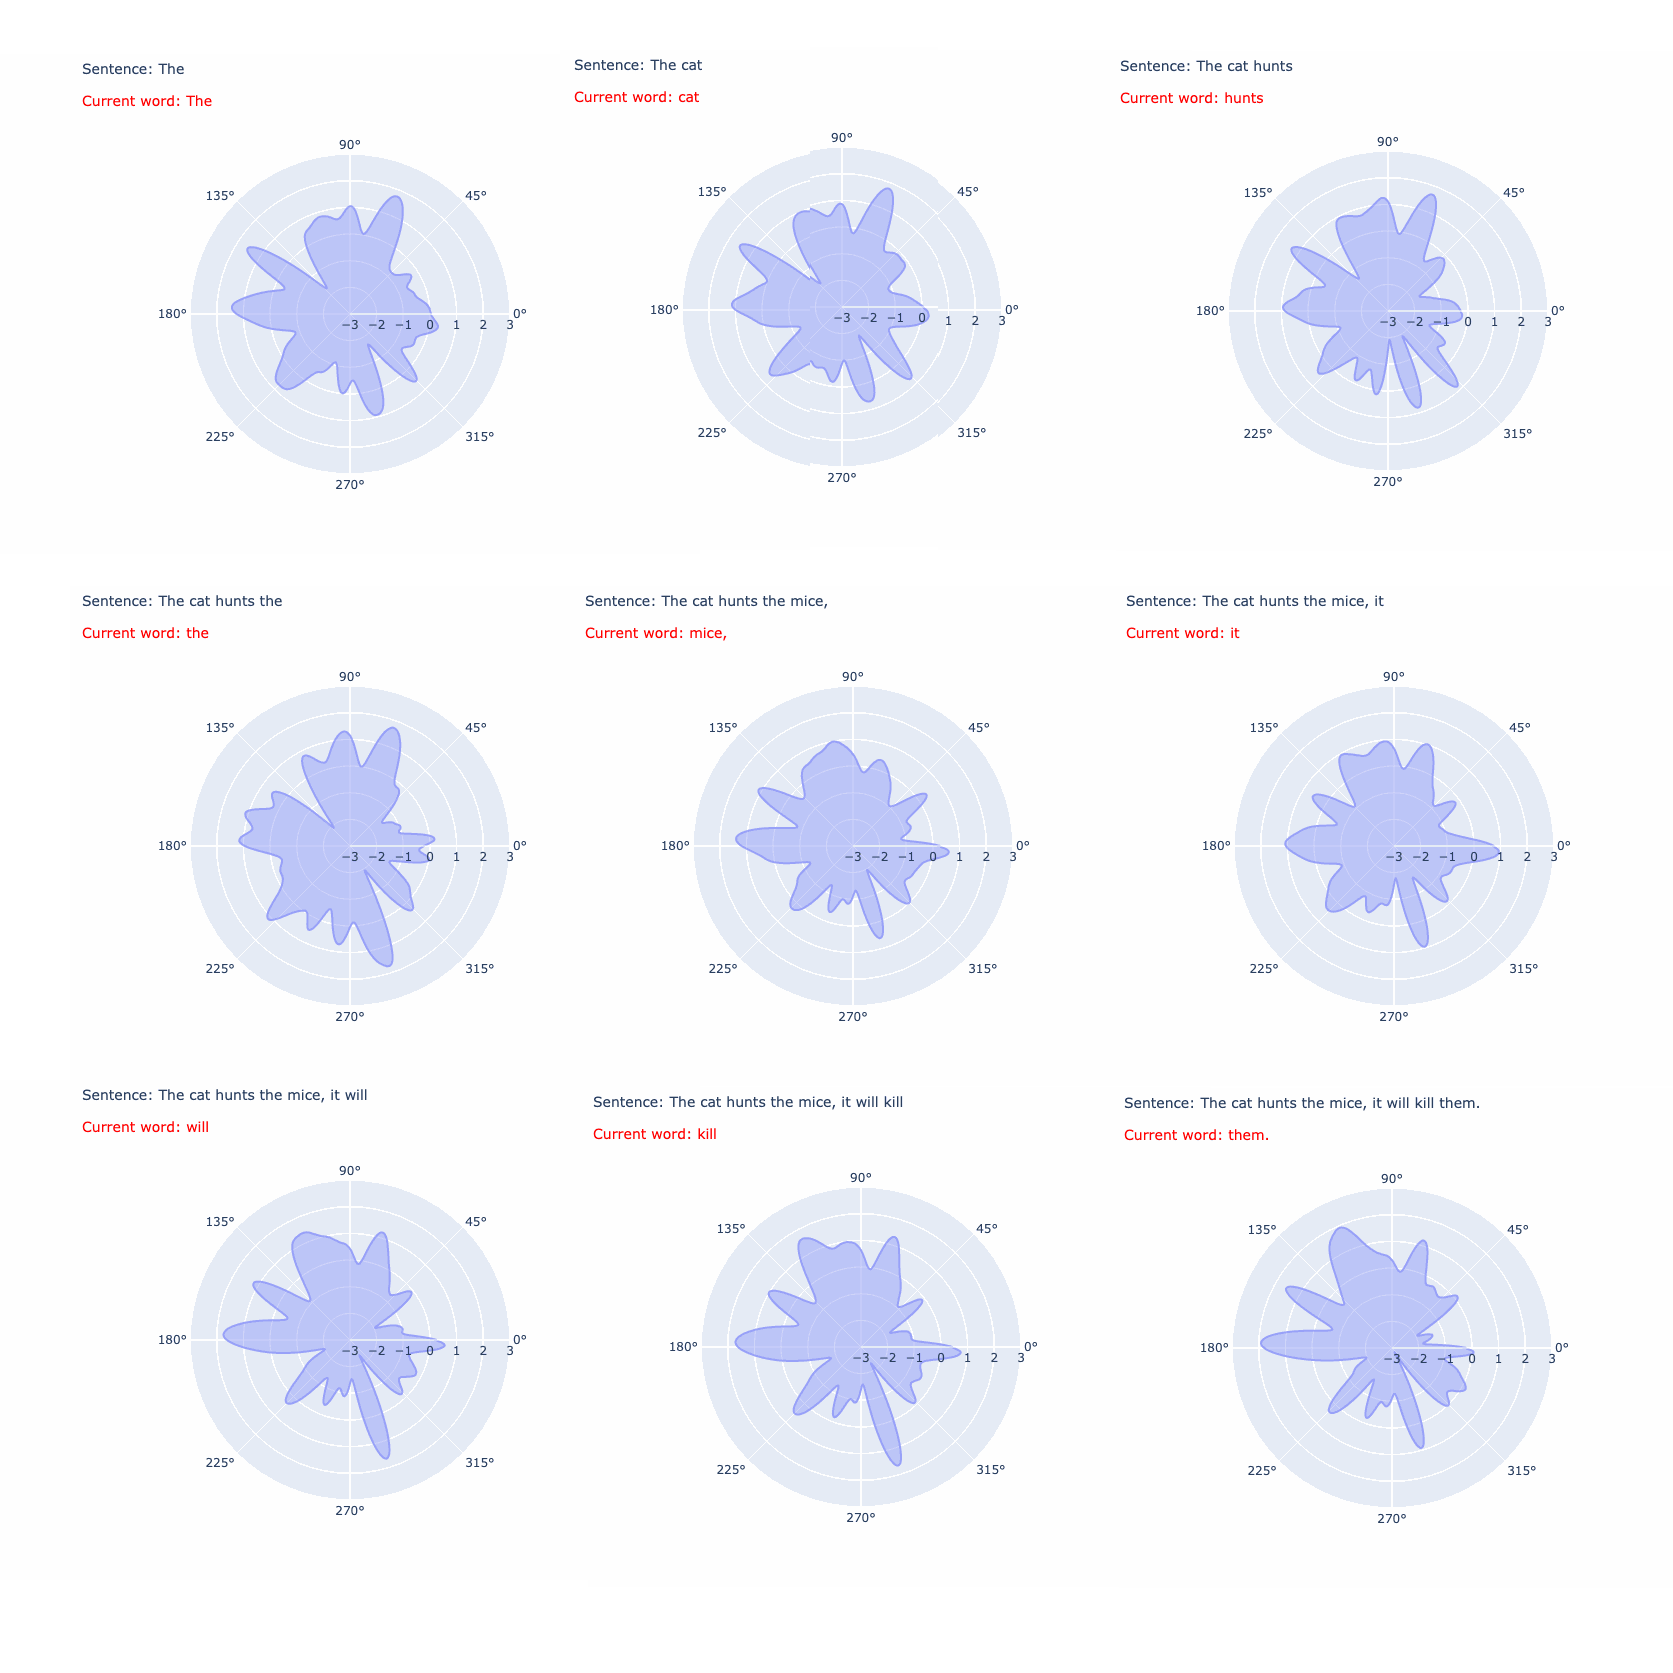 Sentence: The
Current word: The
90°
135°
45°
180°
−3 −2 −1 0 1 2 3
0°
225°
315°
270°
Sentence: The cat
Current word: cat
90°
135°
45°
180°
−3 −2 −1 0 1 2 3
0°
225°
315°
270°
Sentence: The cat hunts
Current word: hunts
90°
135°
45°
180°
−3 −2 −1 0 1 2 3
0°
225°
315°
270°
Sentence: The cat hunts the
Current word: the
90°
135°
45°
180°
−3 −2 −1 0 1 2 3
0°
225°
315°
270°
Sentence: The cat hunts the mice,
Current word: mice,
90°
135°
45°
180°
−3 −2 −1 0 1 2 3
0°
225°
315°
270°
Sentence: The cat hunts the mice, it
Current word: it
90°
135°
45°
180°
−3 −2 −1 0 1 2 3
0°
225°
315°
270°
Sentence: The cat hunts the mice, it will
Current word: will
90°
135°
45°
180°
−3 −2 −1 0 1 2 3
0°
225°
315°
270°
Sentence: The cat hunts the mice, it will kill
Current word: kill
90°
135°
45°
180°
−3 −2 −1 0 1 2 3
0°
225°
315°
270°
Sentence: The cat hunts the mice, it will kill them.
Current word: them.
90°
135°
45°
180°
−3 −2 −1 0 1 2 3
0°
225°
315°
270°